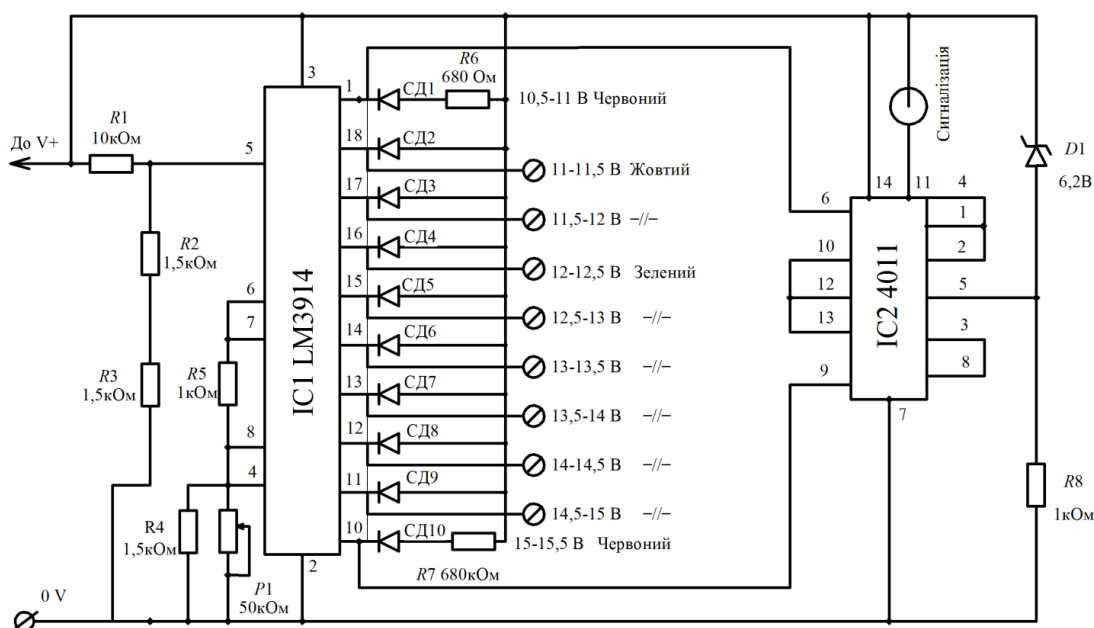 До V+
R1
10кОм
R2
1,5кОм
R3
1,5кОм
R5
1кОм
R4
1,5кОм
P1
50кОм
0 V
3
5
6
7
8
4
2
IC1 LM3914
1
18
17
16
15
14
13
12
11
10
СД1
R6
680 Ом
10,5-11 В Червоний
СД2
11-11,5 В Жовтий
СД3
11,5-12 В –//–
СД4
12-12,5 В Зелений
СД5
12,5-13 В –//–
СД6
13-13,5 В –//–
СД7
13,5-14 В –//–
СД8
14-14,5 В –//–
СД9
14,5-15 В –//–
СД10
15-15,5 В Червоний
R7 680кОм
Сигналізація
14
11
4
6
1
10
2
12
5
13
3
9
8
7
IC2 4011
D1
6,2В
R8
1кОм